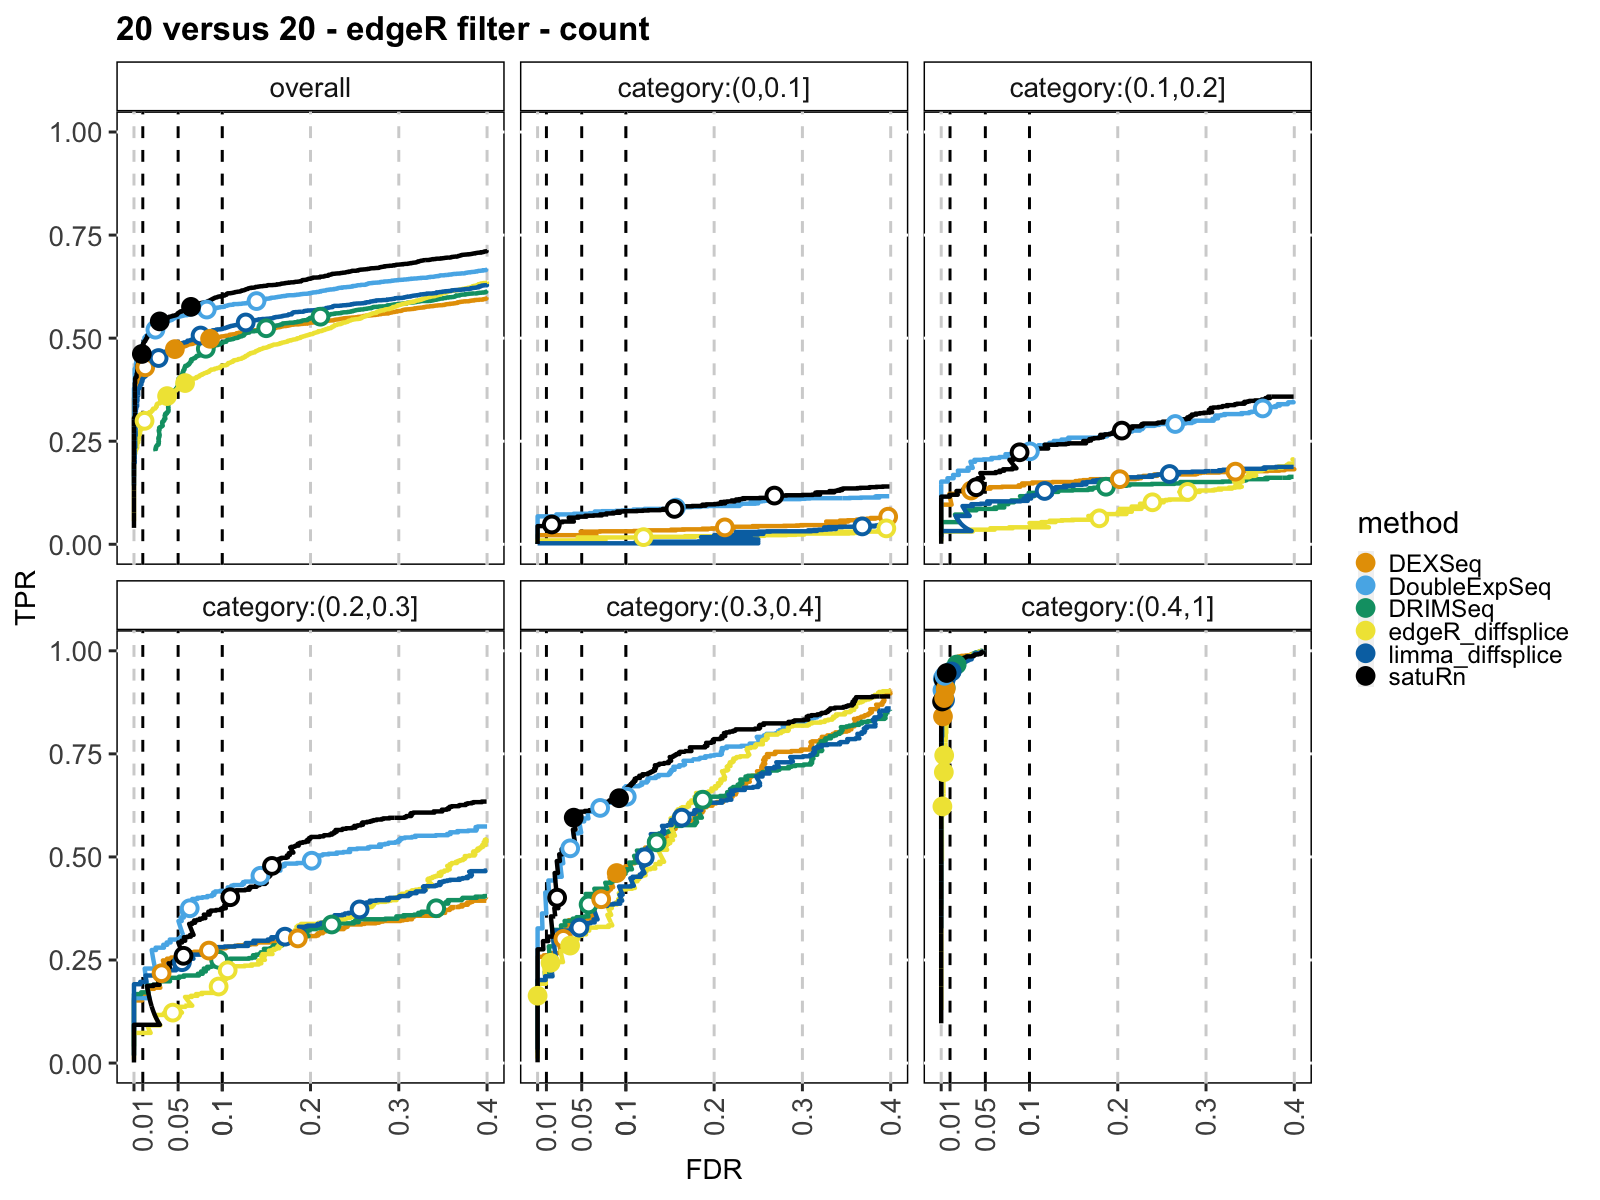 20 versus 20 - edgeR filter - count
overall
category:(0,0.1]
category:(0.1,0.2]
1.00
0.75
0.50
0.25
0.00
TPR
category:(0.2,0.3]
category:(0.3,0.4]
category:(0.4,1]
1.00
0.75
0.50
0.25
0.00
0.01
0.05
0.1
0.2
0.3
0.4
0.01
0.05
0.1
0.2
0.3
0.4
0.01
0.05
0.1
0.2
0.3
0.4
FDR
method
DEXSeq
DoubleExpSeq
DRIMSeq
edgeR_diffsplice
limma_diffsplice
satuRn